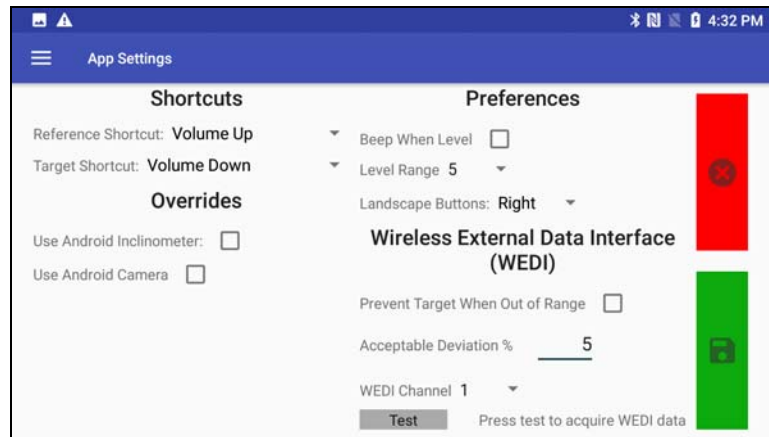 4:32 PM
App Settings
Shortcuts
Reference Shortcut: Volume Up
Target Shortcut: Volume Down
Overrides
Use Android Inclinometer:
Use Android Camera
Preferences
Beep When Level
Level Range 5
Landscape Buttons: Right
Wireless External Data Interface
(WEDI)
Prevent Target When Out of Range
Acceptable Deviation % 5
WEDI Channel 1
Test Press test to acquire WEDI data